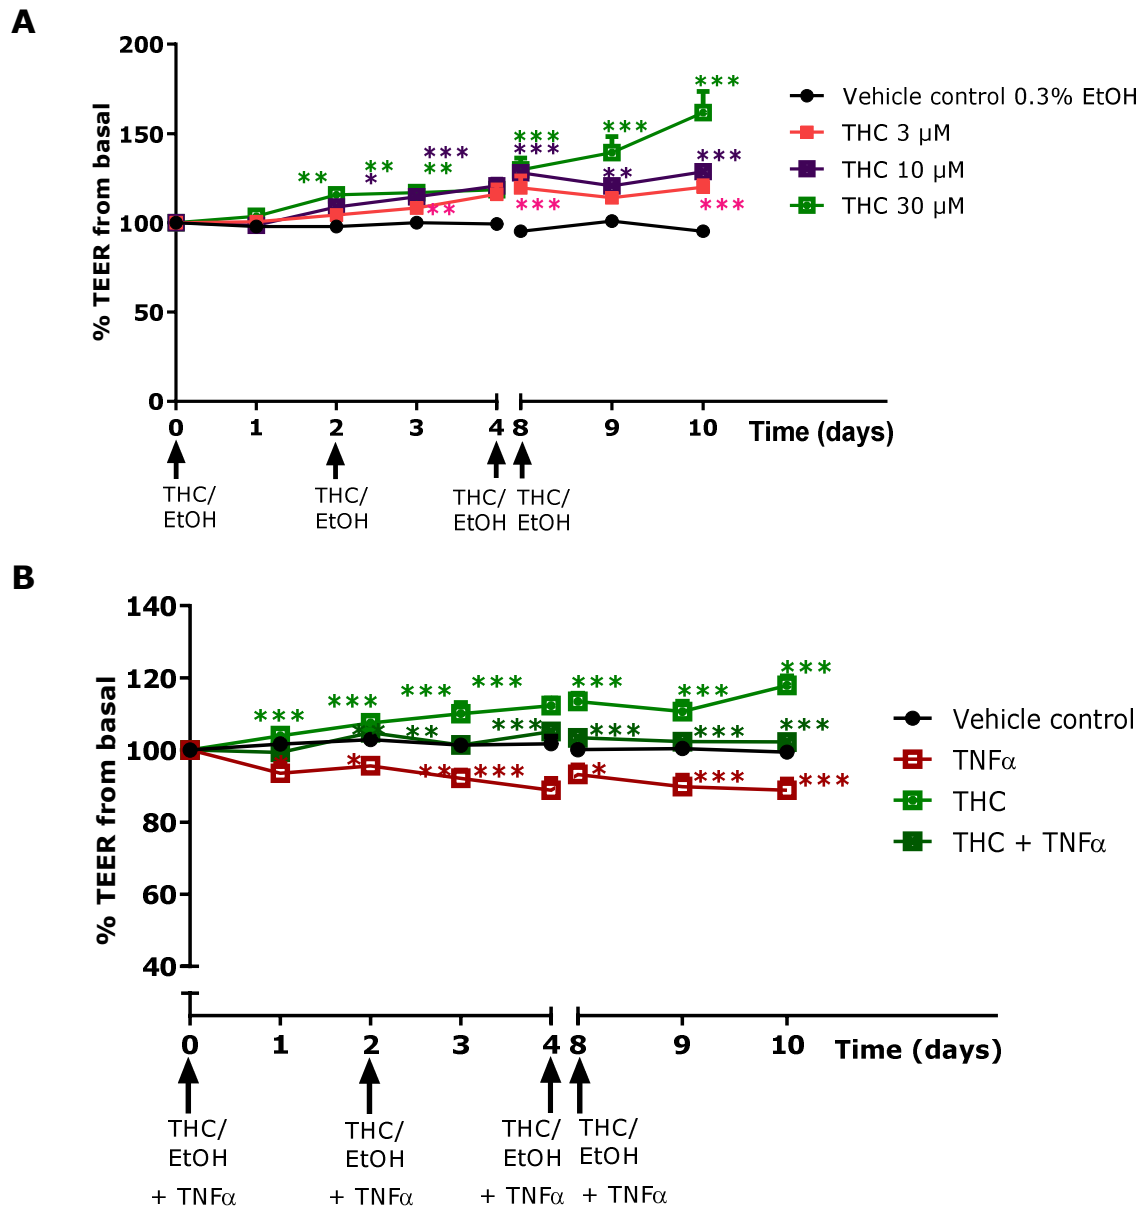 A
200
150
100
50
0
% TEER from basal
** ** * *** ** ** *** *** *** *** ** *** *** ***
Vehicle control 0.3% EtOH
THC 3 µM
THC 10 µM
THC 30 µM
0 1 2 3 4 8 9 10 Time (days)
THC/ THC/ THC/ THC/
EtOH EtOH EtOH EtOH
B
140
120
100
80
60
40
% TEER from basal
*** *** *** *** *** *** ***
** ** *** *** *** ***
* * ** *** * *** ***
Vehicle control
TNFα
THC
THC + TNFα
0 1 2 3 4 8 9 10 Time (days)
THC/ THC/ THC/ THC/
EtOH EtOH EtOH EtOH
+ TNFα + TNFα + TNFα + TNFα